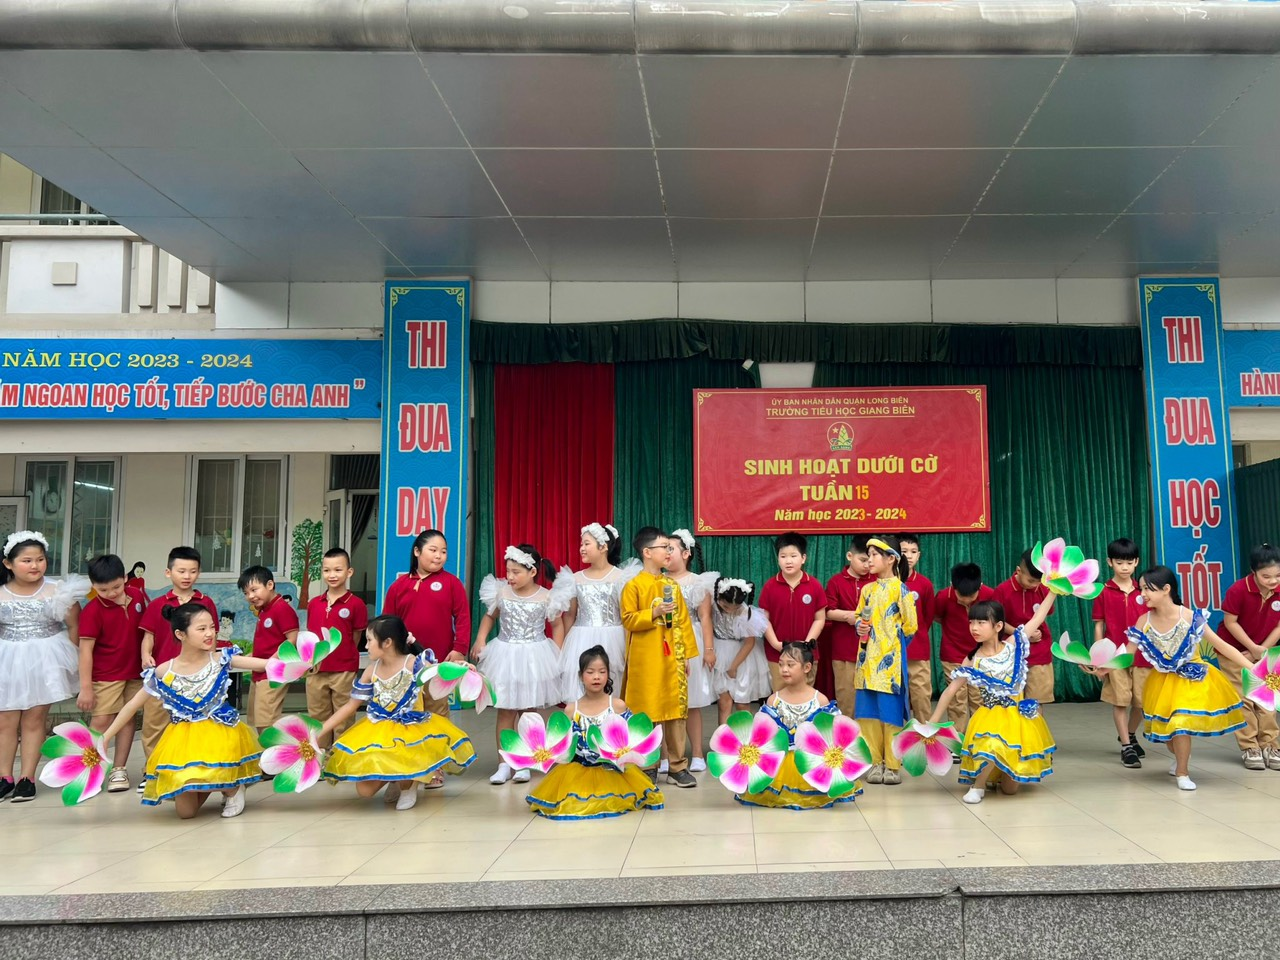 NĂM HỌC 2023 - 2024
NGOAN HỌC TỐT, TIẾP BƯỚC CHA ANH"
THI
ĐUA
DẠY
ỦY BAN NHÂN DÂN QUẬN LONG BIÊN
TRƯỜNG TIỂU HỌC GIANG BIÊN
SINH HOẠT DƯỚI CỜ
TUẦN 15
Năm học 2023 - 2024
THI
ĐUA
HỌC
TỐT
HÀNH